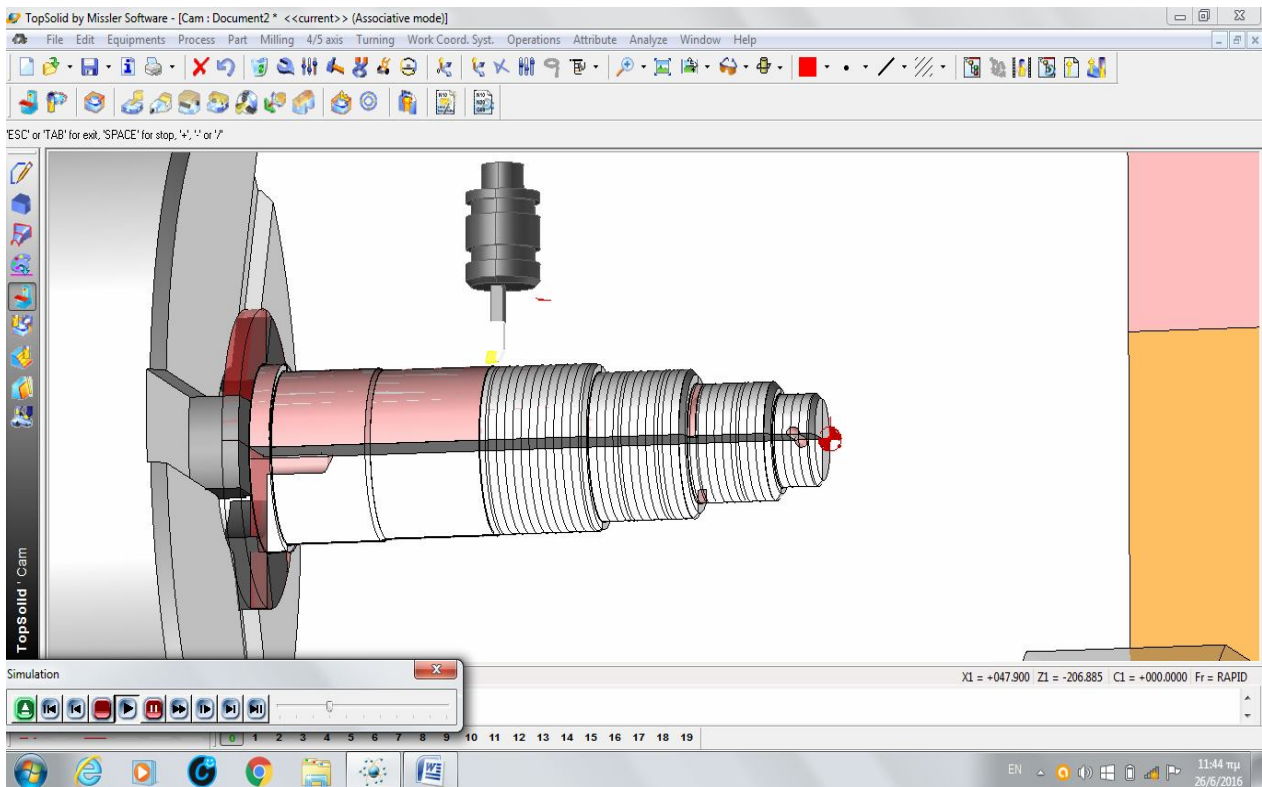 TopSolid by Missler Software - [Cam : Document2 * <<current>> (Associative mode)]
File Edit Equipments Process Part Milling 4/5 axis Turning Work Coord. Syst. Operations Attribute Analyze Window Help
'ESC' or 'TAB' for exit, 'SPACE' for stop, '+', '-' or '/'
TopSolid ' Cam
Simulation
X1 = +047.900 Z1 = -206.885 C1 = +000.0000 Fr = RAPID
0 1 2 3 4 5 6 7 8 9 10 11 12 13 14 15 16 17 18 19
EN
11:44 πμ
26/6/2016